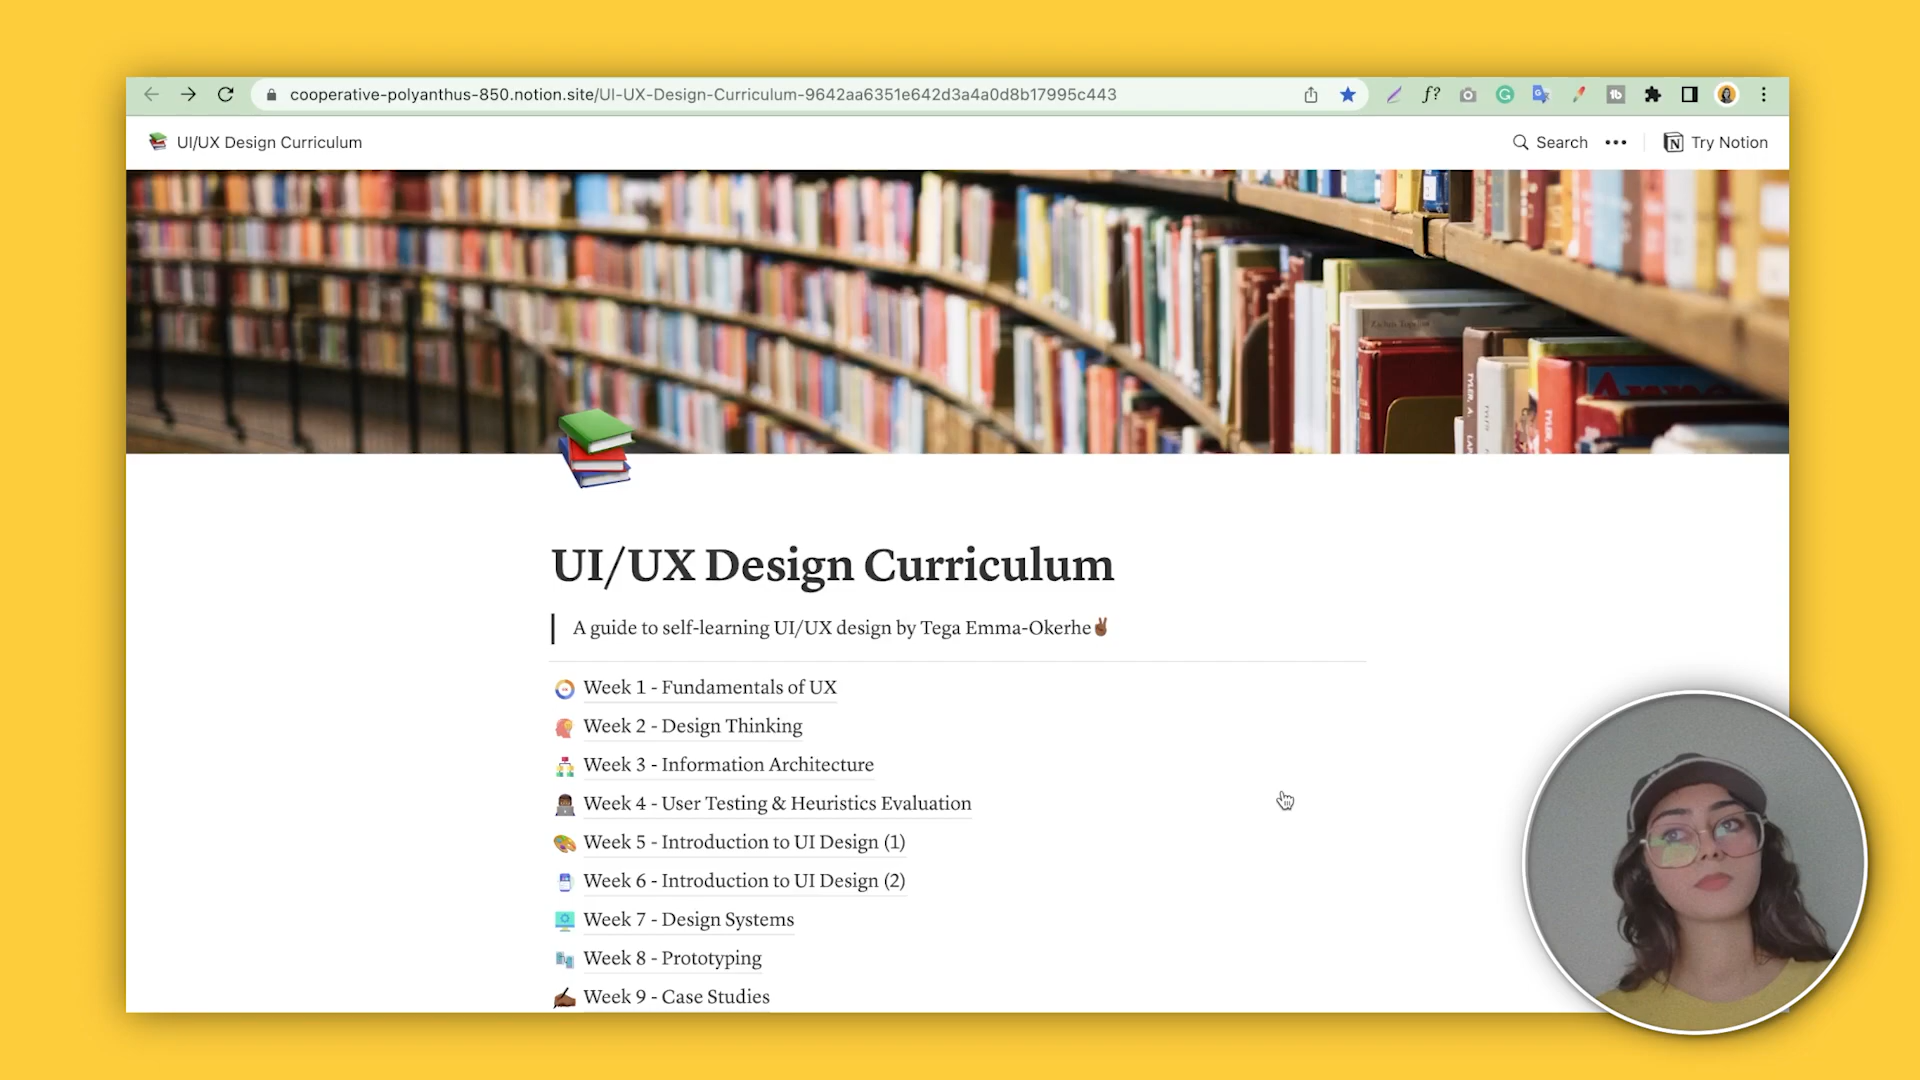 cooperative-polyanthus-850.notion.site/UI-UX-Design-Curriculum-9642aa6351e642d3a4a0d8b17995c443
f?
UI/UX Design Curriculum
Search
Try Notion
UI/UX Design Curriculum
A guide to self-learning UI/UX design by Tega Emma-Okerhe✌🏾
Week 1 - Fundamentals of UX
Week 2 - Design Thinking
Week 3 - Information Architecture
Week 4 - User Testing & Heuristics Evaluation
Week 5 - Introduction to UI Design (1)
Week 6 - Introduction to UI Design (2)
Week 7 - Design Systems
Week 8 - Prototyping
Week 9 - Case Studies